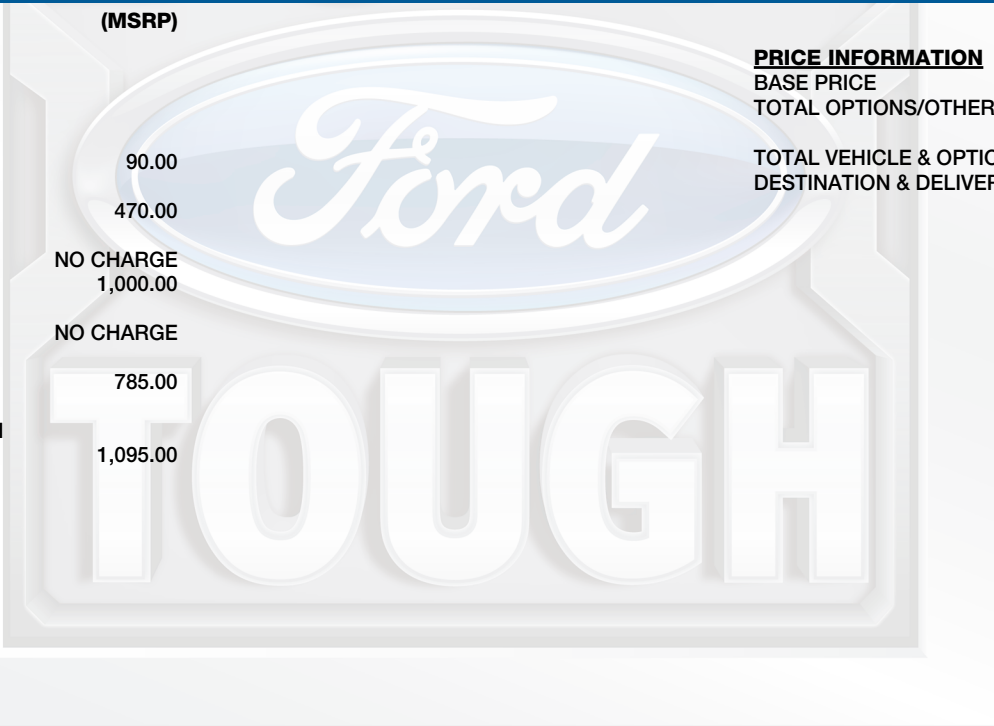 (MSRP)
90.00
470.00
NO CHARGE
1,000.00
NO CHARGE
785.00
1,095.00
PRICE INFORMATION
BASE PRICE
TOTAL OPTIONS/OTHER
TOTAL VEHICLE & OPTIO
DESTINATION & DELIVER
Ford
TOUGH